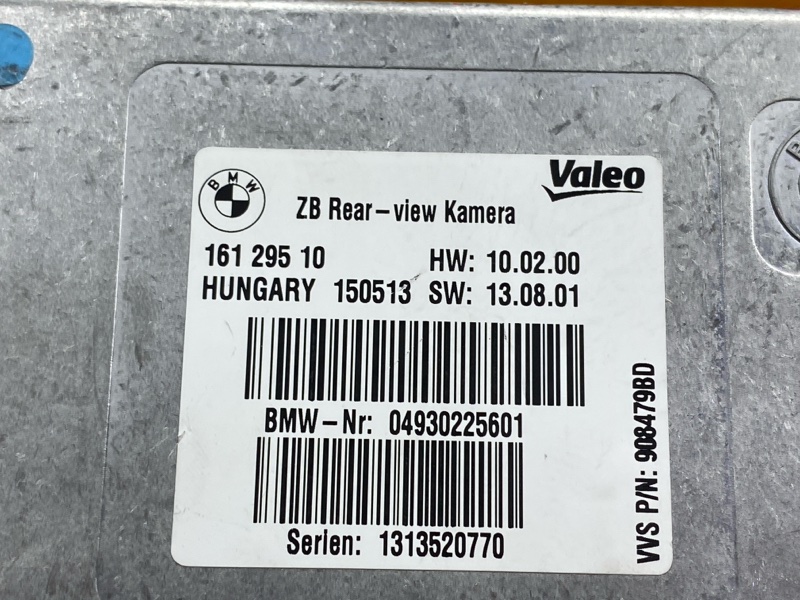 BMW
Valeo
ZB Rear-view Kamera
161 295 10 HW: 10.02.00
HUNGARY 150513 SW: 13.08.01
BMW-Nr: 04930225601
Serien: 1313520770
VVS P/N: 908479BD